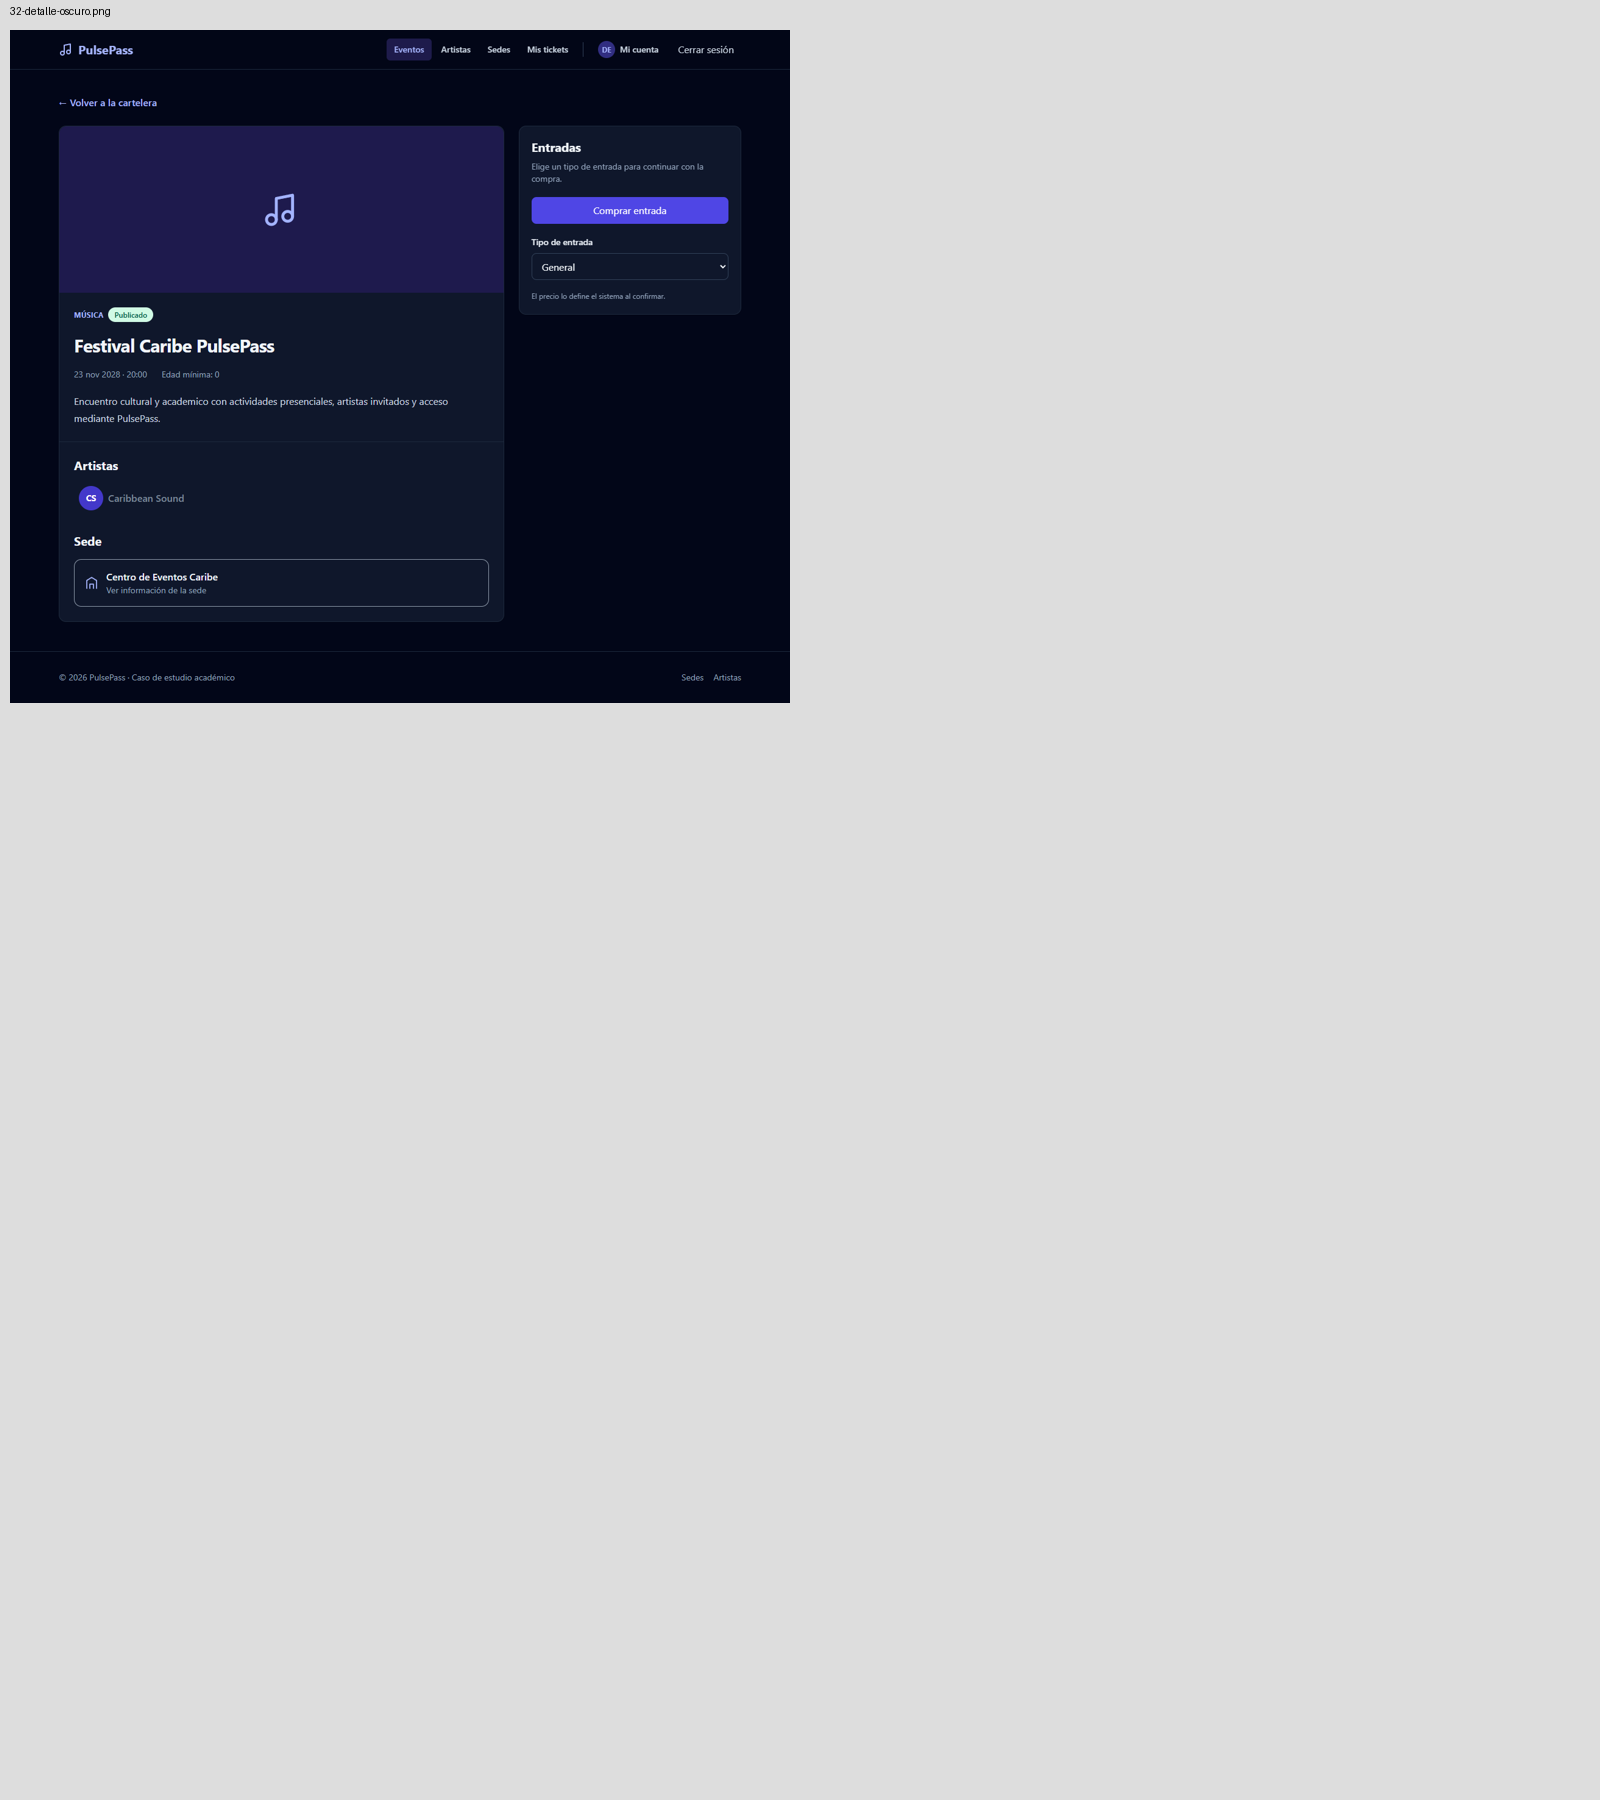 32-detalle-oscuro.png
PulsePass
Eventos
Artistas
Sedes
Mis tickets
DE
Mi cuenta
Cerrar sesión
← Volver a la cartelera
MÚSICA
Publicado
Festival Caribe PulsePass
23 nov 2028 · 20:00
Edad mínima: 0
Encuentro cultural y academico con actividades presenciales, artistas invitados y acceso
mediante PulsePass.
Artistas
CS
Caribbean Sound
Sede
Centro de Eventos Caribe
Ver información de la sede
Entradas
Elige un tipo de entrada para continuar con la
compra.
Comprar entrada
Tipo de entrada
General
El precio lo define el sistema al confirmar.
© 2026 PulsePass · Caso de estudio académico
Sedes
Artistas